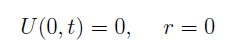 U(0, t) = 0,   r = 0